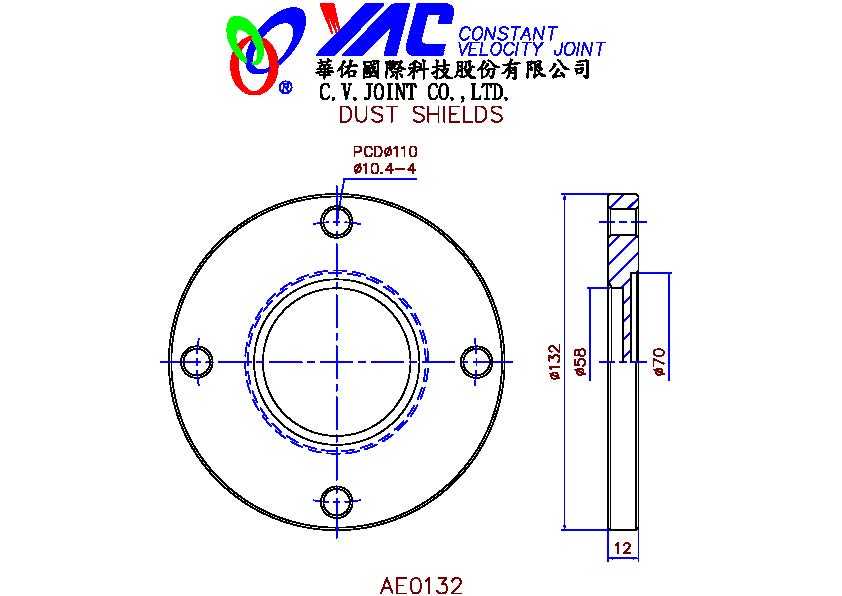 YAC CONSTANT
VELOCITY JOINT
®
華佑國際科技股份有限公司
C.V.JOINT CO.,LTD.
DUST SHIELDS
PCDø110
ø10.4-4
ø132
ø58
ø70
12
AE0132